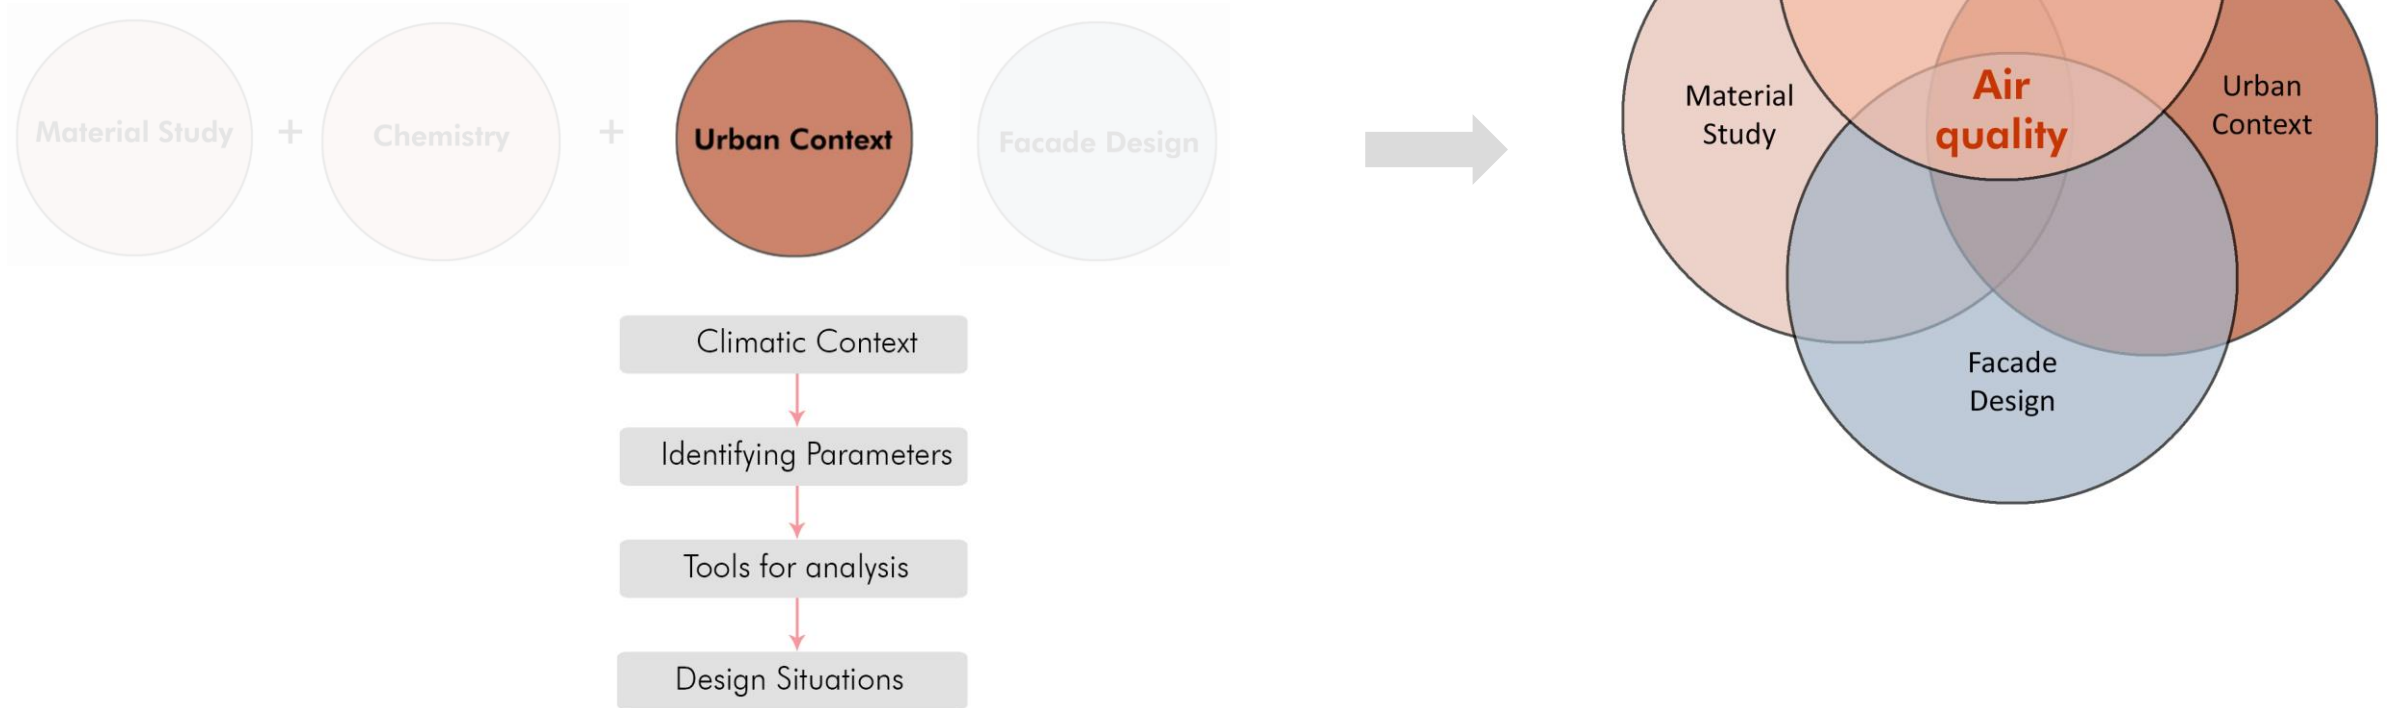 Material Study + Chemistry + Urban Context Facade Design
Climatic Context
Identifying Parameters
Tools for analysis
Design Situations
Material
Study
Air
quality
Urban
Context
Facade
Design